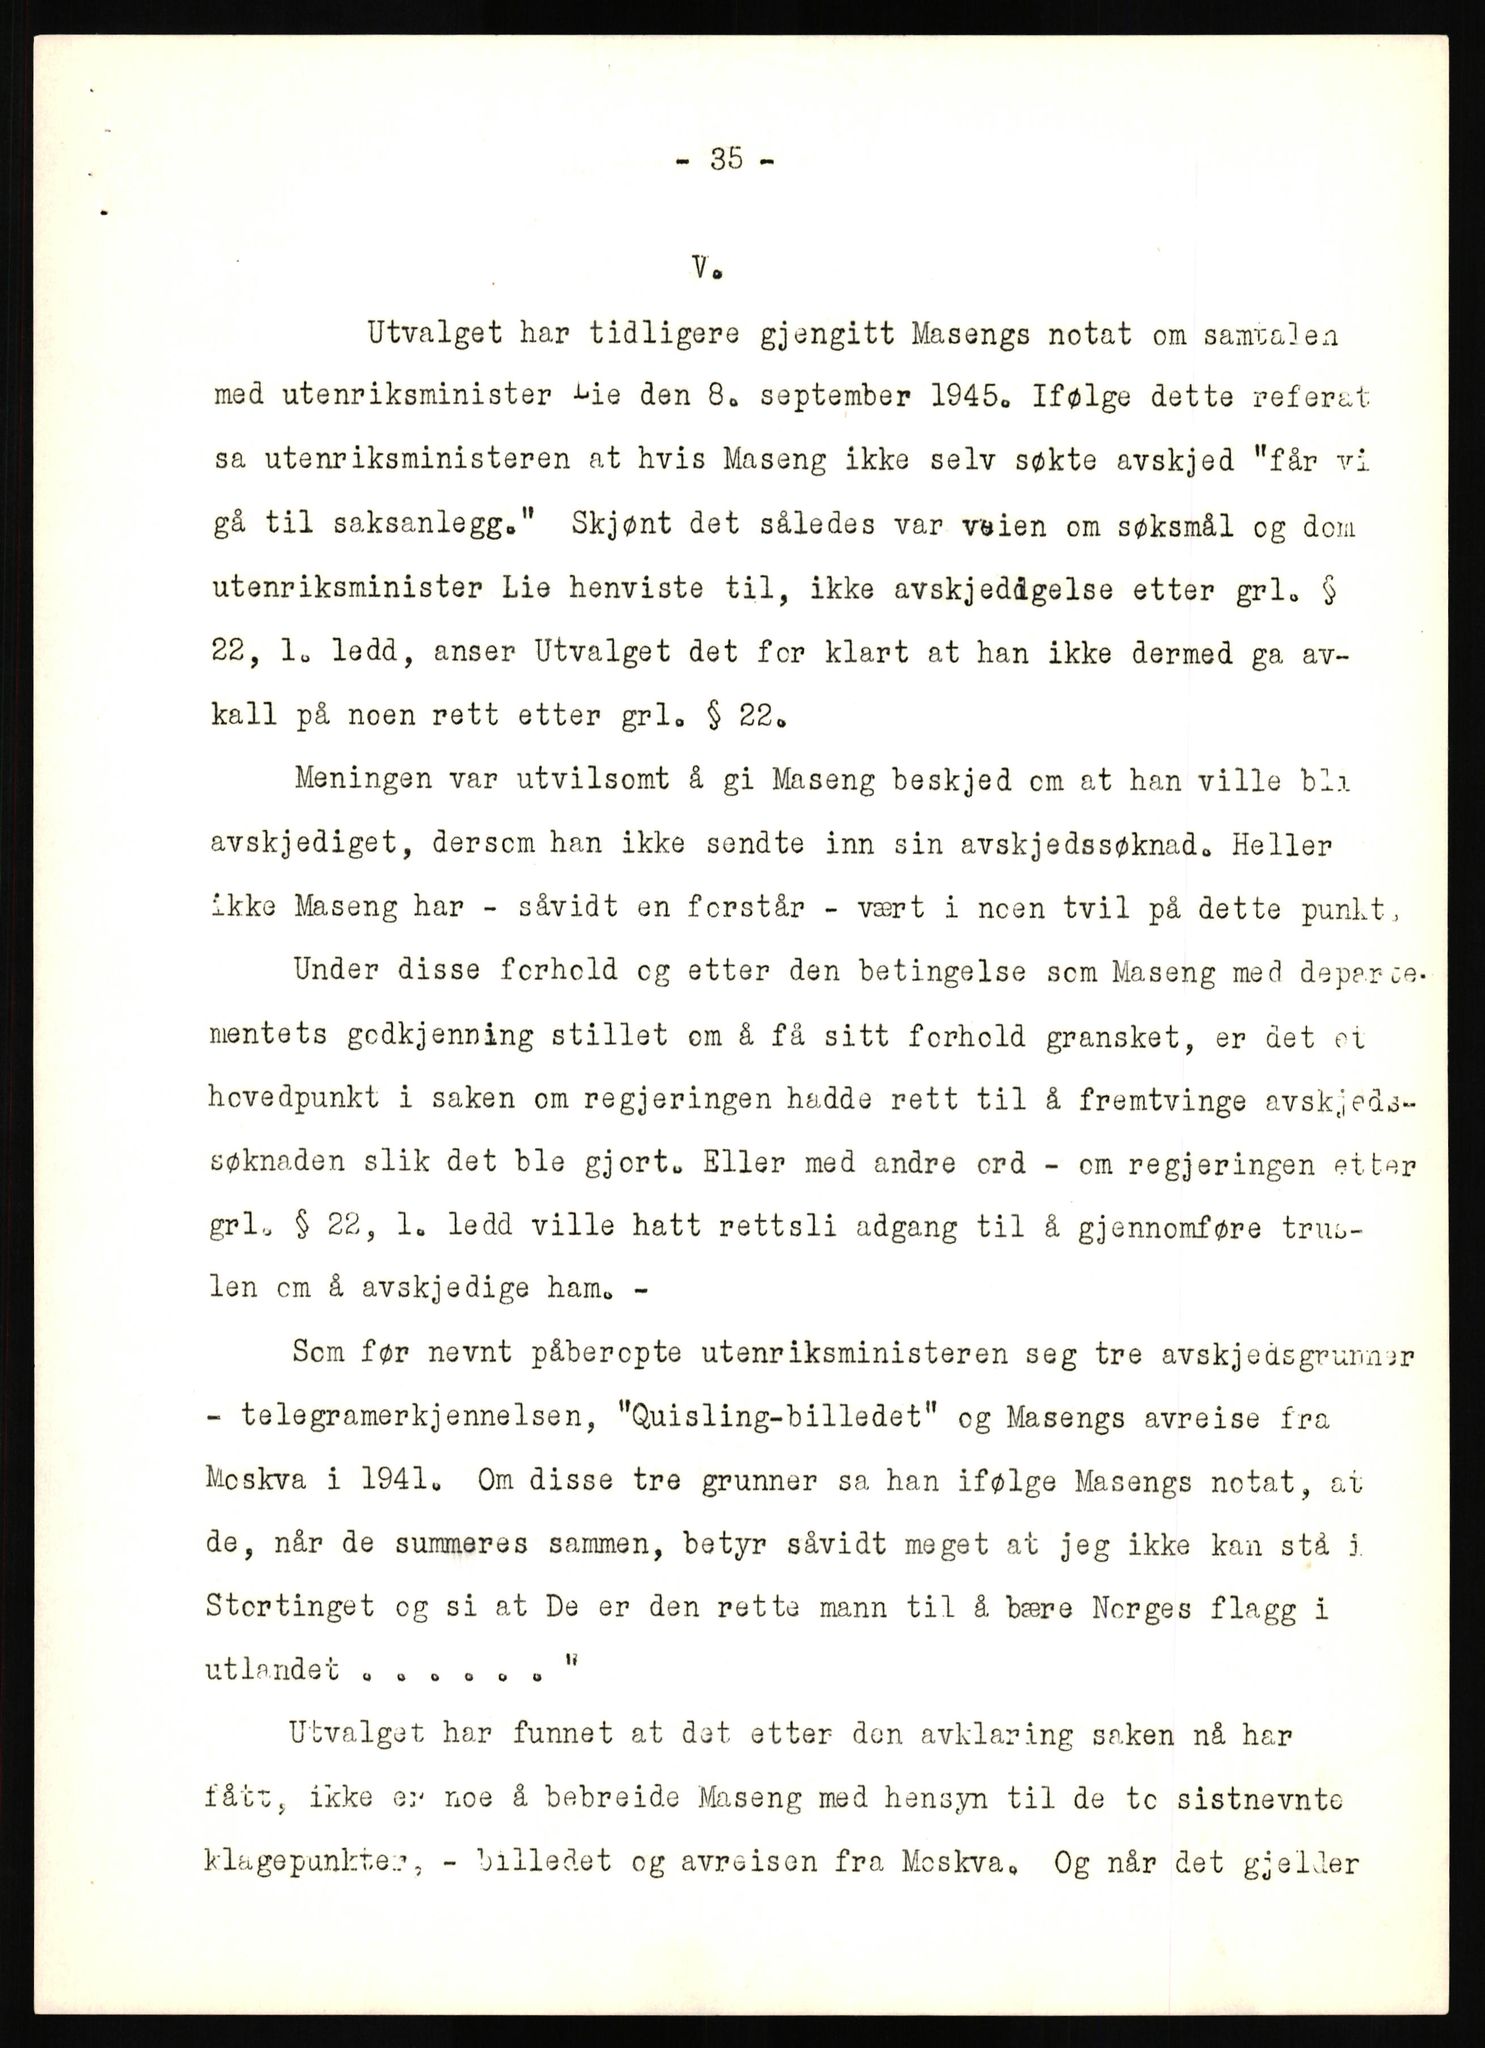 - 35 -
V.
Utvalget har tidligere gjengitt Masengs notat om samtalen
med utenriksminister Lie den 8. september 1945. Ifølge dette referat
sa utenriksministeren at hvis Maseng ikke selv søkte avskjed "får vi
gå til saksanlegg." Skjønt det således var veien om søksmål og dom
utenriksminister Lie henviste til, ikke avskjedigelse etter grl. §
22, 1. ledd, anser Utvalget det for klart at han ikke dermed ga av-
kall på noen rett etter grl. § 22.
Meningen var utvilsomt å gi Maseng beskjed om at han ville bli
avskjediget, dersom han ikke sendte inn sin avskjedssøknad. Heller
ikke Maseng har - såvidt en forstår - vært i noen tvil på dette punkt.
Under disse forhold og etter den betingelse som Maseng med departe-
mentets godkjenning stillet om å få sitt forhold gransket, er det et
hovedpunkt i saken om regjeringen hadde rett til å fremtvinge avskjeds-
søknaden slik det ble gjort. Eller med andre ord - om regjeringen etter
grl. § 22, 1. ledd ville hatt rettsli adgang til å gjennomføre trus-
len om å avskjedige ham. -
Som før nevnt påberopte utenriksministeren seg tre avskjedsgrunner
- telegramerkjennelsen, "Quisling-billedet" og Masengs avreise fra
Moskva i 1941. Om disse tre grunner sa han ifølge Masengs notat, at
de, når de summeres sammen, betyr såvidt meget at jeg ikke kan stå i
Stortinget og si at De er den rette mann til å bære Norges flagg i
utlandet . . . . . . "
Utvalget har funnet at det etter den avklaring saken nå har
fått, ikke er noe å bebreide Maseng med hensyn til de to sistnevnte
klagepunkter, - billedet og avreisen fra Moskva. Og når det gjelder